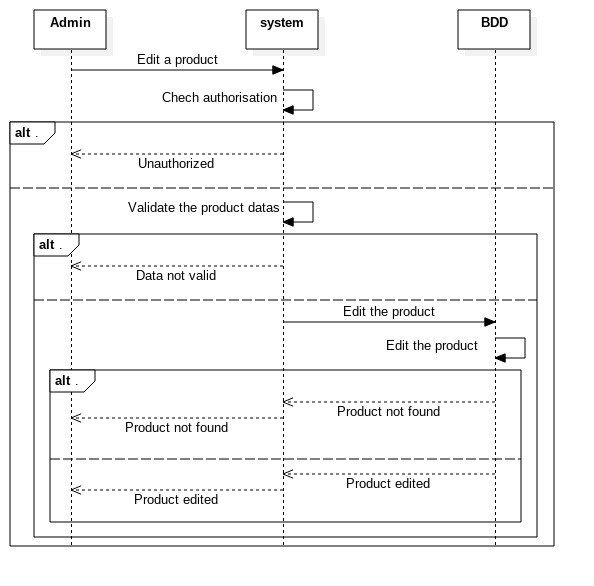 Admin
system
BDD
Edit a product
Chech authorisation
alt .
Unauthorized
Validate the product datas
alt .
Data not valid
Edit the product
Edit the product
alt .
Product not found
Product not found
Product edited
Product edited